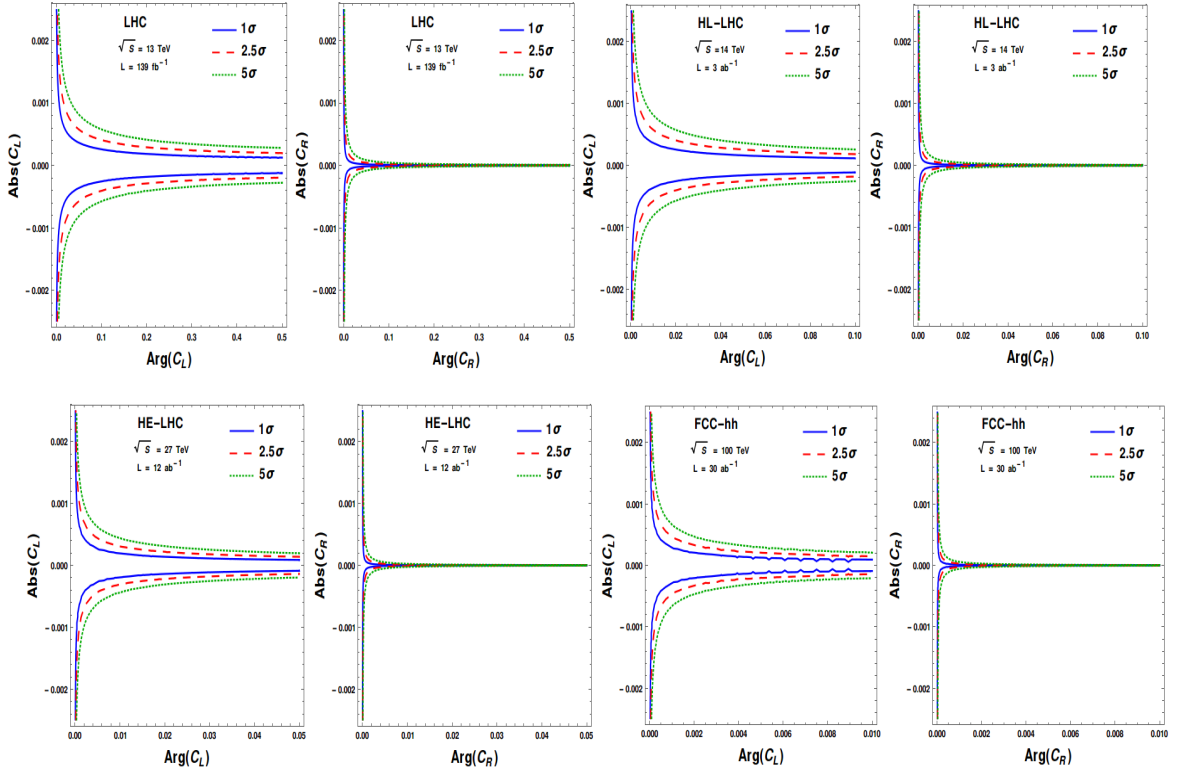 LHC
√S = 13 TeV
L = 139 fb⁻¹
1σ
2.5σ
5σ
0.002
0.001
0.000
−0.001
−0.002
Abs(C_L)
0.0 0.1 0.2 0.3 0.4 0.5
Arg(C_L)
LHC
√S = 13 TeV
L = 139 fb⁻¹
1σ
2.5σ
5σ
0.002
0.001
0.000
−0.001
−0.002
Abs(C_R)
0.0 0.1 0.2 0.3 0.4 0.5
Arg(C_R)
HL−LHC
√S = 14 TeV
L = 3 ab⁻¹
1σ
2.5σ
5σ
0.002
0.001
0.000
−0.001
−0.002
Abs(C_L)
0.00 0.02 0.04 0.06 0.08 0.10
Arg(C_L)
HL−LHC
√S = 14 TeV
L = 3 ab⁻¹
1σ
2.5σ
5σ
0.002
0.001
0.000
−0.001
−0.002
Abs(C_R)
0.00 0.02 0.04 0.06 0.08 0.10
Arg(C_R)
HE−LHC
√S = 27 TeV
L = 12 ab⁻¹
1σ
2.5σ
5σ
0.002
0.001
0.000
−0.001
−0.002
Abs(C_L)
0.00 0.01 0.02 0.03 0.04 0.05
Arg(C_L)
HE−LHC
√S = 27 TeV
L = 12 ab⁻¹
1σ
2.5σ
5σ
0.002
0.001
0.000
−0.001
−0.002
Abs(C_R)
0.00 0.01 0.02 0.03 0.04 0.05
Arg(C_R)
FCC−hh
√S = 100 TeV
L = 30 ab⁻¹
1σ
2.5σ
5σ
0.002
0.001
0.000
−0.001
−0.002
Abs(C_L)
0.000 0.002 0.004 0.006 0.008 0.010
Arg(C_L)
FCC−hh
√S = 100 TeV
L = 30 ab⁻¹
1σ
2.5σ
5σ
0.002
0.001
0.000
−0.001
−0.002
Abs(C_R)
0.000 0.002 0.004 0.006 0.008 0.010
Arg(C_R)